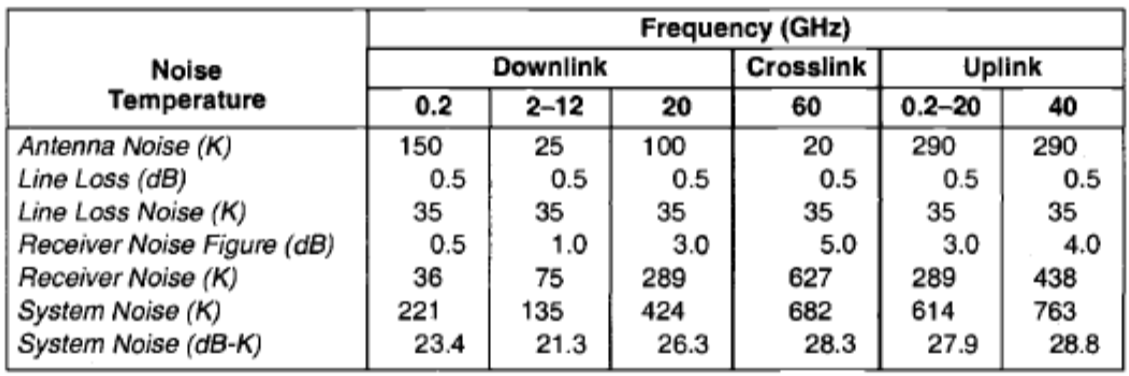 Frequency (GHz)
Noise Temperature Downlink Crosslink Uplink
0.2 2–12 20 60 0.2–20 40
Antenna Noise (K) 150 25 100 20 290 290
Line Loss (dB) 0.5 0.5 0.5 0.5 0.5 0.5
Line Loss Noise (K) 35 35 35 35 35 35
Receiver Noise Figure (dB) 0.5 1.0 3.0 5.0 3.0 4.0
Receiver Noise (K) 36 75 289 627 289 438
System Noise (K) 221 135 424 682 614 763
System Noise (dB-K) 23.4 21.3 26.3 28.3 27.9 28.8